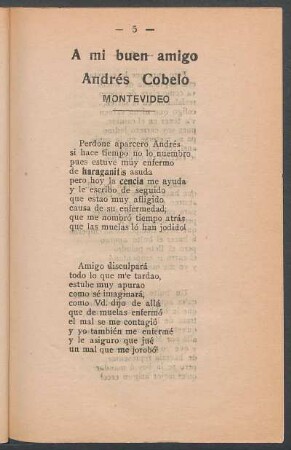 — 5 —
A mi buen amigo
Andrés Cobelo
MONTEVIDEO
Perdone aparcero Andrés
si hace tiempo no lo nuembro,
pues estuve muy enfermo
de haraganitis asuda
pero hoy la cencia me ayuda
y le escribo de seguido
que estao muy afligido
causa de su enfermedad;
que me nombró tiempo atrás
que las muelas ló han jodido!
Amigo disculpará
todo lo que me tardao,
estube muy apurao
como sé imaginará,
como Vd. dijo de allá
que de muelas enfermó
el mal se me contagió
y yo también me enfermé
y le asiguro que jué
un mal que me jorobó!